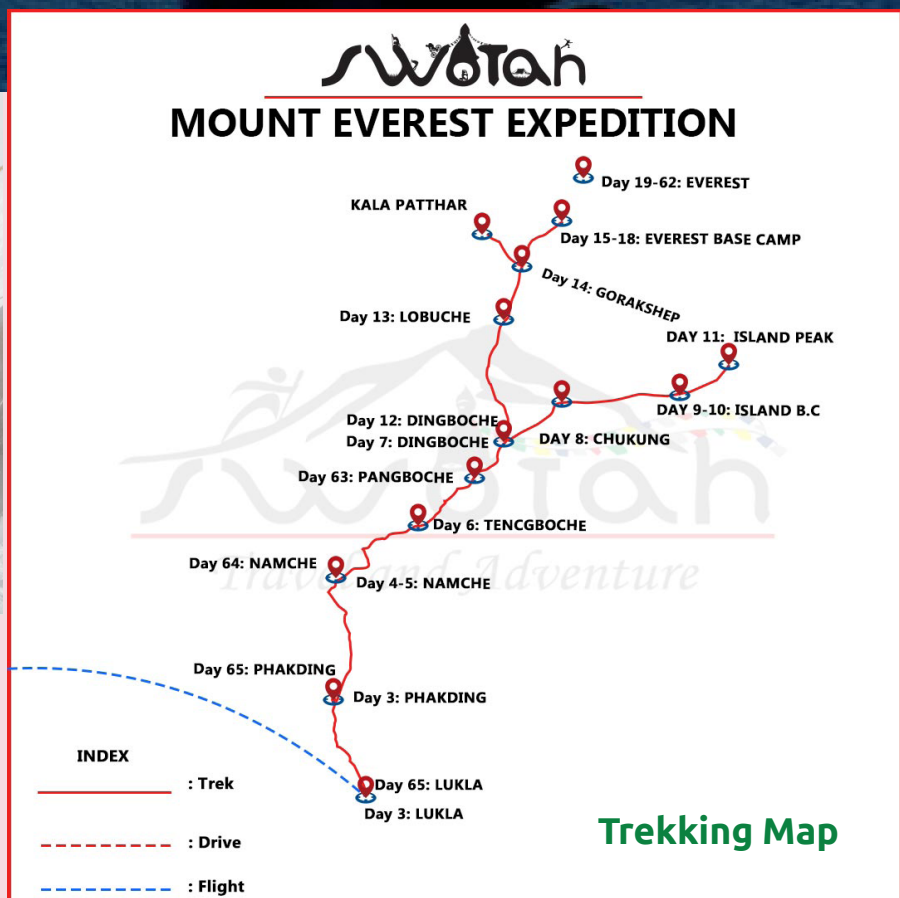 swotah
MOUNT EVEREST EXPEDITION
Day 19-62: EVEREST
KALA PATTHAR
Day 15-18: EVEREST BASE CAMP
Day 14: GORAKSHEP
Day 13: LOBUCHE
DAY 11: ISLAND PEAK
DAY 9-10: ISLAND B.C
Day 12: DINGBOCHE
Day 7: DINGBOCHE
DAY 8: CHUKUNG
Day 63: PANGBOCHE
swotah
Day 6: TENCGBOCHE
Travel and Adventure
Day 64: NAMCHE
Day 4-5: NAMCHE
Day 65: PHAKDING
Day 3: PHAKDING
INDEX
: Trek
Day 65: LUKLA
Day 3: LUKLA
: Drive
Trekking Map
: Flight